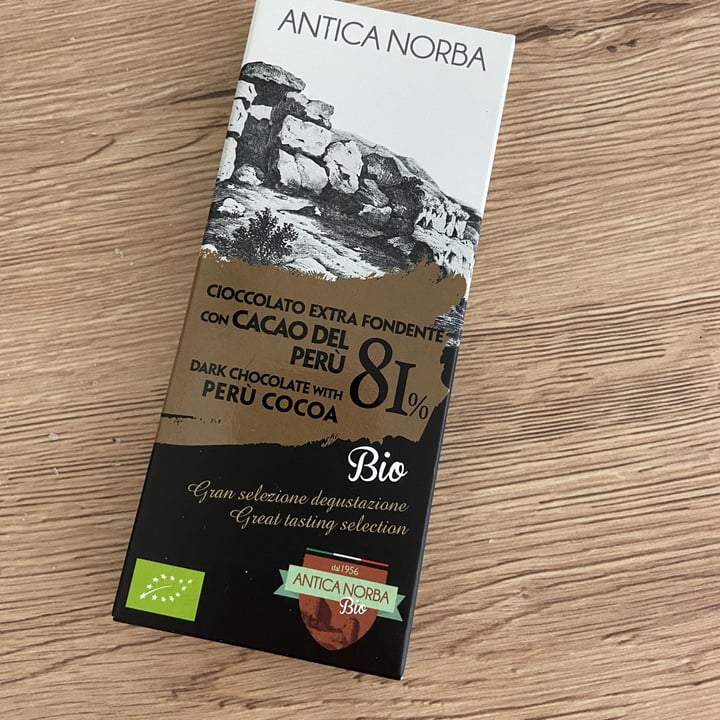 ANTICA NORBA
CIOCCOLATO EXTRA FONDENTE
CON CACAO DEL
PERÙ
81%
DARK CHOCOLATE WITH
PERÙ COCOA
Bio
Gran selezione degustazione
Great tasting selection
dal 1956
ANTICA NORBA
Bio